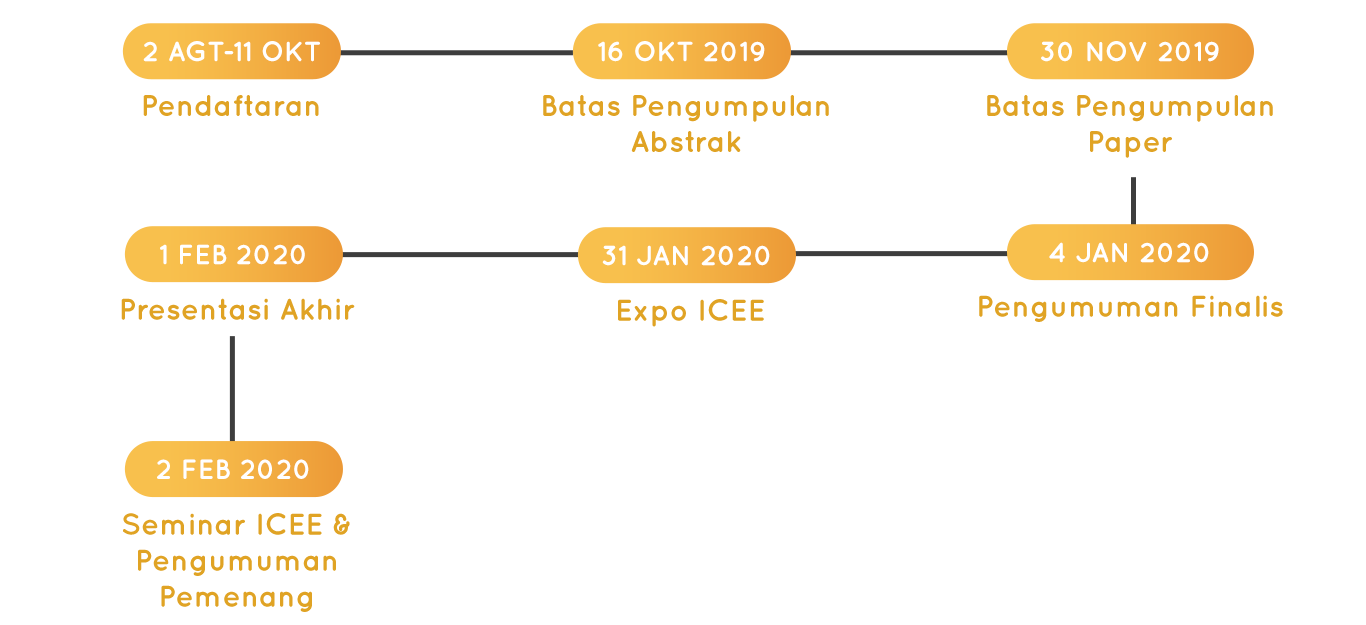 2 AGT-11 OKT
Pendaftaran
16 OKT 2019
Batas Pengumpulan
Abstrak
30 NOV 2019
Batas Pengumpulan
Paper
4 JAN 2020
Pengumuman Finalis
31 JAN 2020
Expo ICEE
1 FEB 2020
Presentasi Akhir
2 FEB 2020
Seminar ICEE &
Pengumuman
Pemenang